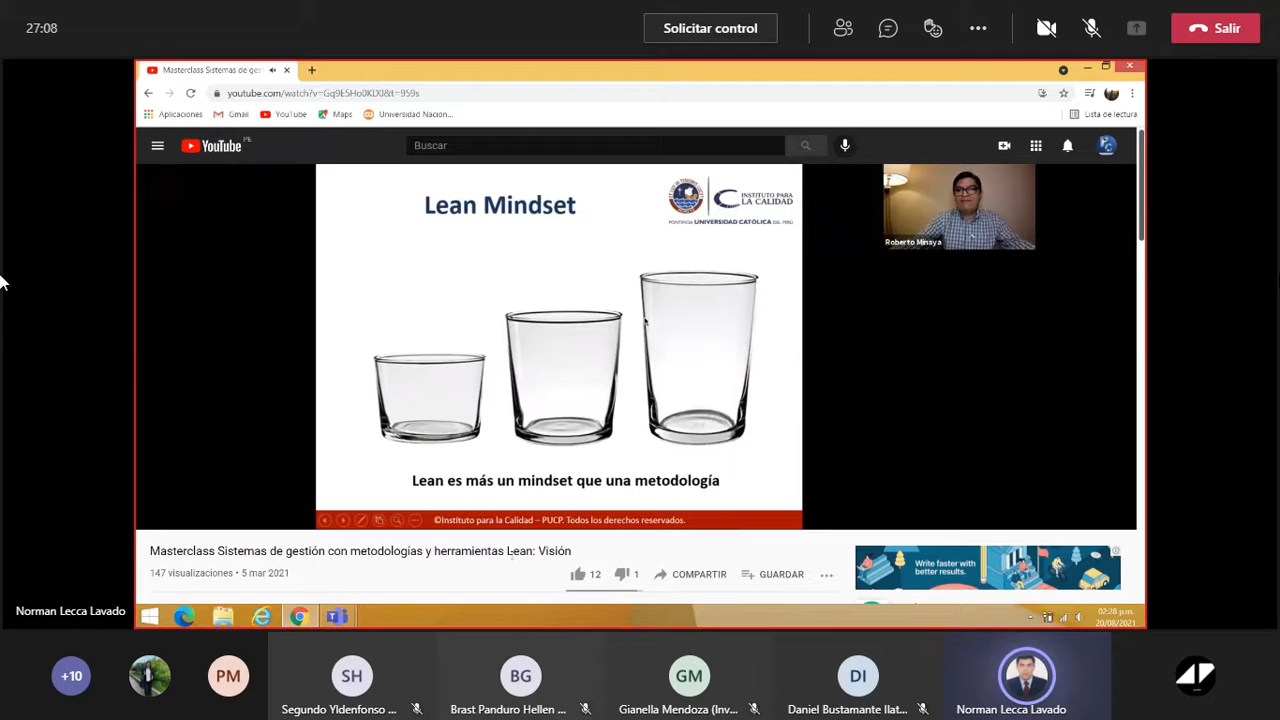 27:08
Solicitar control
Salir
Masterclass Sistemas de ges
youtube.com/watch?v=Gq9E5Ho0KD0&t=959s
Aplicaciones
Gmail
YouTube
Maps
Universidad Nacion...
Lista de lectura
YouTube PE
Buscar
Lean Mindset
INSTITUTO PARA
LA CALIDAD
PONTIFICIA UNIVERSIDAD CATÓLICA DEL PERÚ
Roberto Minaya
Lean es más un mindset que una metodología
©Instituto para la Calidad – PUCP. Todos los derechos reservados.
Masterclass Sistemas de gestión con metodologías y herramientas Lean: Visión
147 visualizaciones • 5 mar 2021
12
1
COMPARTIR
GUARDAR
Write faster with
better results.
Norman Lecca Lavado
02:28 p.m.
20/08/2021
+10
PM
SH
BG
GM
DI
Segundo Yldenfonso ...
Brast Panduro Hellen ...
Gianella Mendoza (Inv...
Daniel Bustamante Ilat...
Norman Lecca Lavado